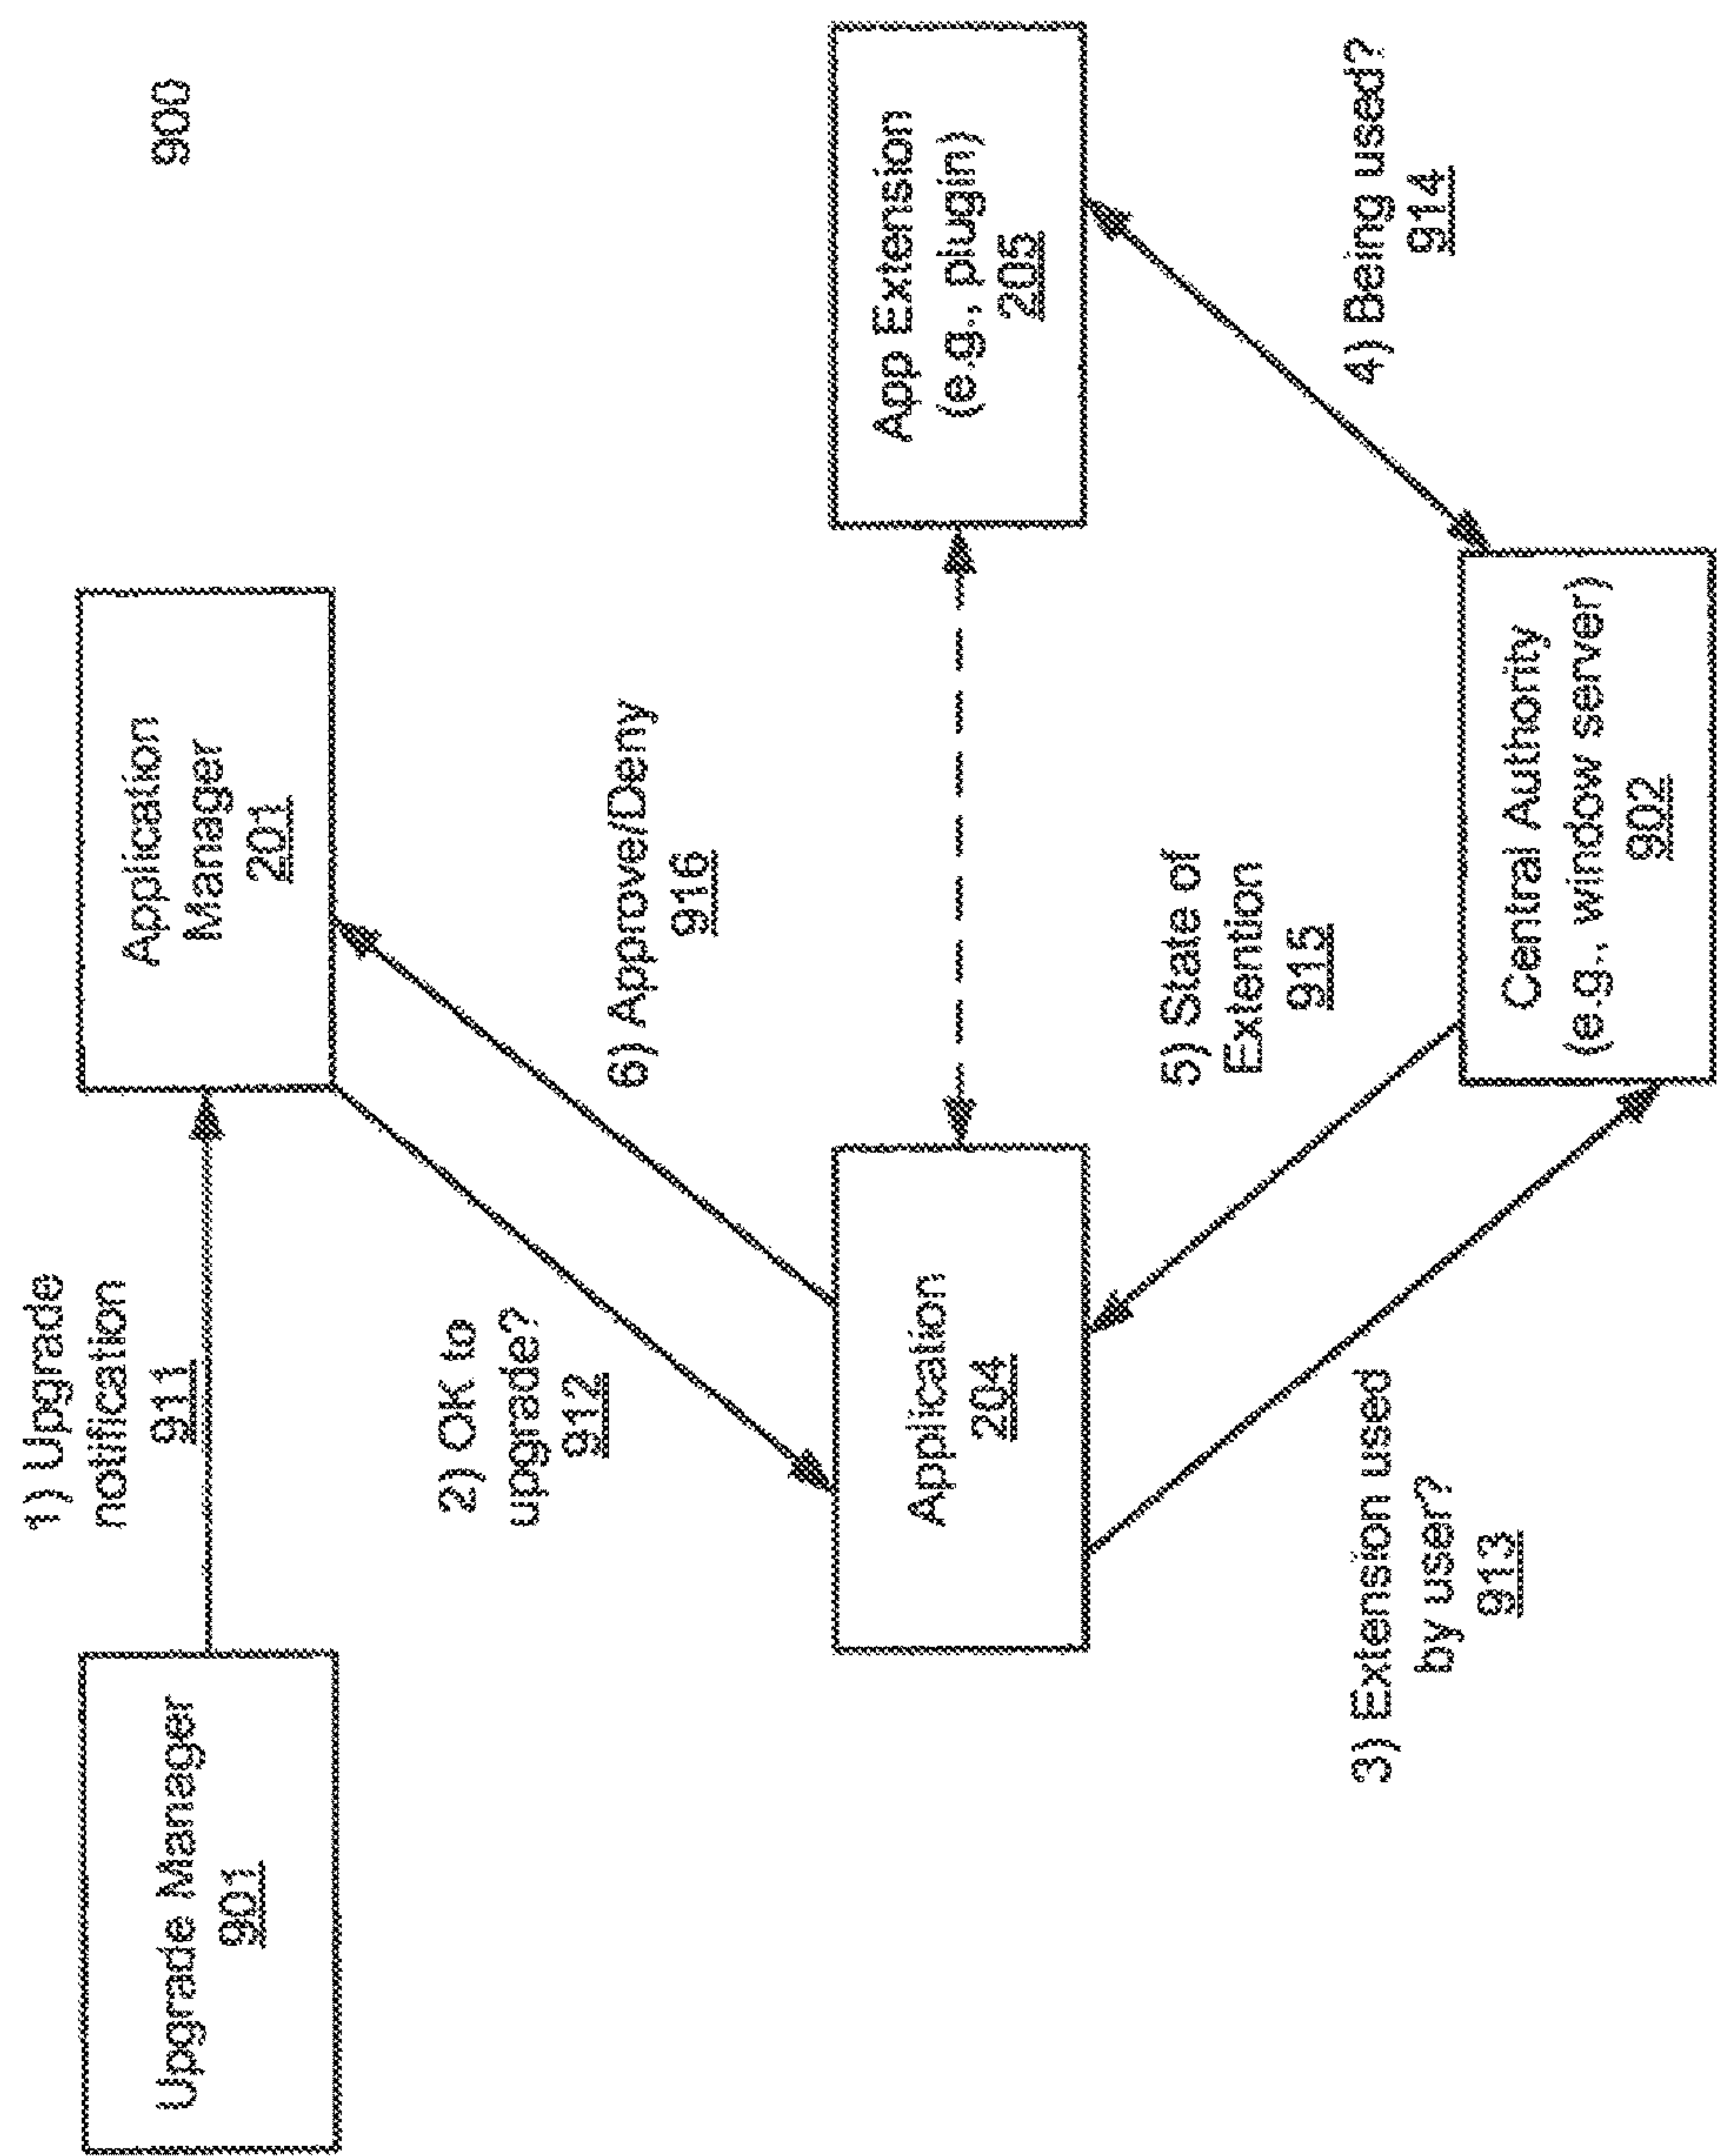 900
1) Upgrade
notification
911
Upgrade Manager
901
Application
Manager
201
2) OK to
upgrade?
912
6) Approve/Deny
916
Application
204
App Extension
(e.g., plugin)
205
3) Extension used
by user?
913
5) State of
Extention
915
4) Being used?
914
Central Authority
(e.g., window server)
902